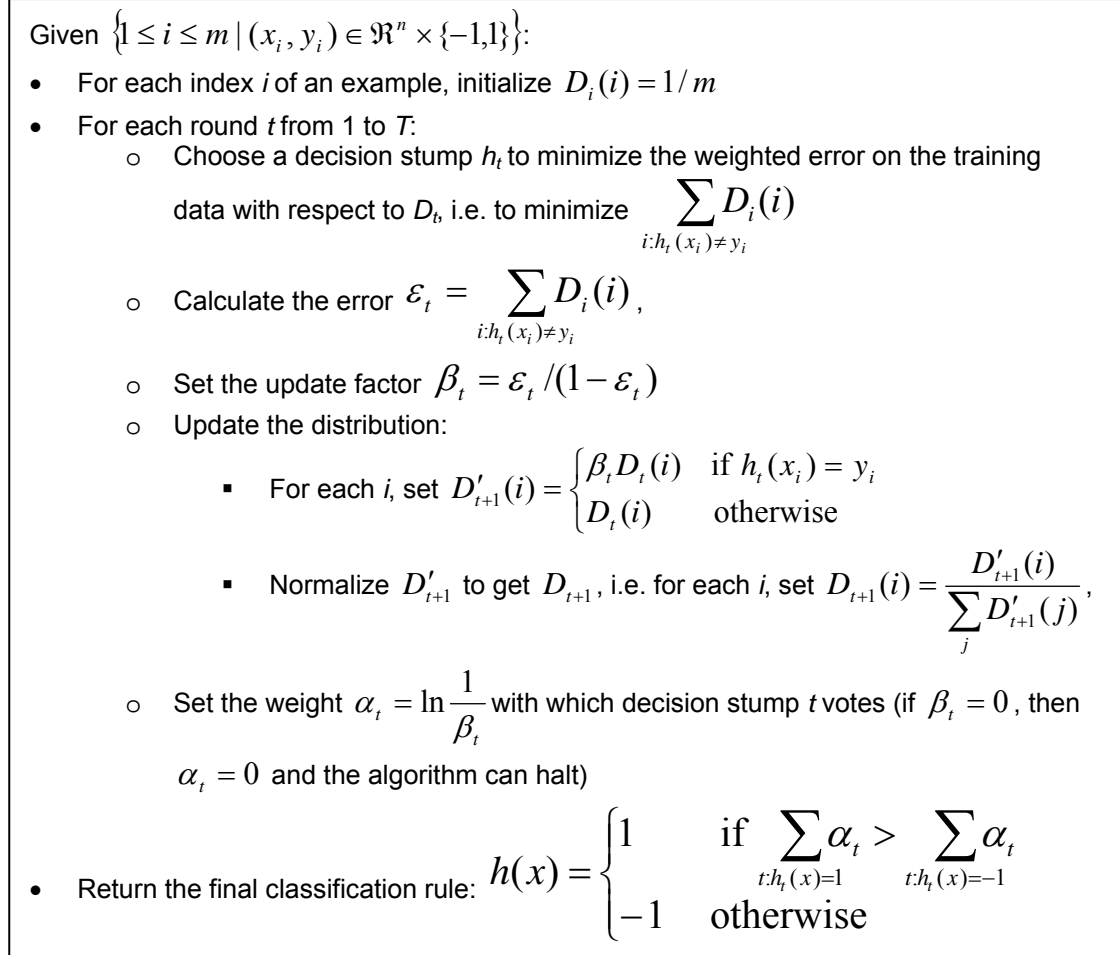 Given {1 ≤ i ≤ m | (x_i, y_i) ∈ ℜ^n × {−1,1}}:
• For each index i of an example, initialize D_i(i) = 1/m
• For each round t from 1 to T:
o Choose a decision stump h_t to minimize the weighted error on the training
data with respect to D_t, i.e. to minimize ∑_{i:h_t(x_i)≠y_i} D_i(i)
o Calculate the error ε_t = ∑_{i:h_t(x_i)≠y_i} D_i(i),
o Set the update factor β_t = ε_t /(1 − ε_t)
o Update the distribution:
▪ For each i, set D′_{t+1}(i) = { β_t D_t(i) if h_t(x_i) = y_i
D_t(i) otherwise
▪ Normalize D′_{t+1} to get D_{t+1}, i.e. for each i, set D_{t+1}(i) = D′_{t+1}(i) / ∑_j D′_{t+1}(j),
o Set the weight α_t = ln 1/β_t with which decision stump t votes (if β_t = 0, then
α_t = 0 and the algorithm can halt)
• Return the final classification rule: h(x) = { 1 if ∑_{t:h_t(x)=1} α_t > ∑_{t:h_t(x)=−1} α_t
−1 otherwise